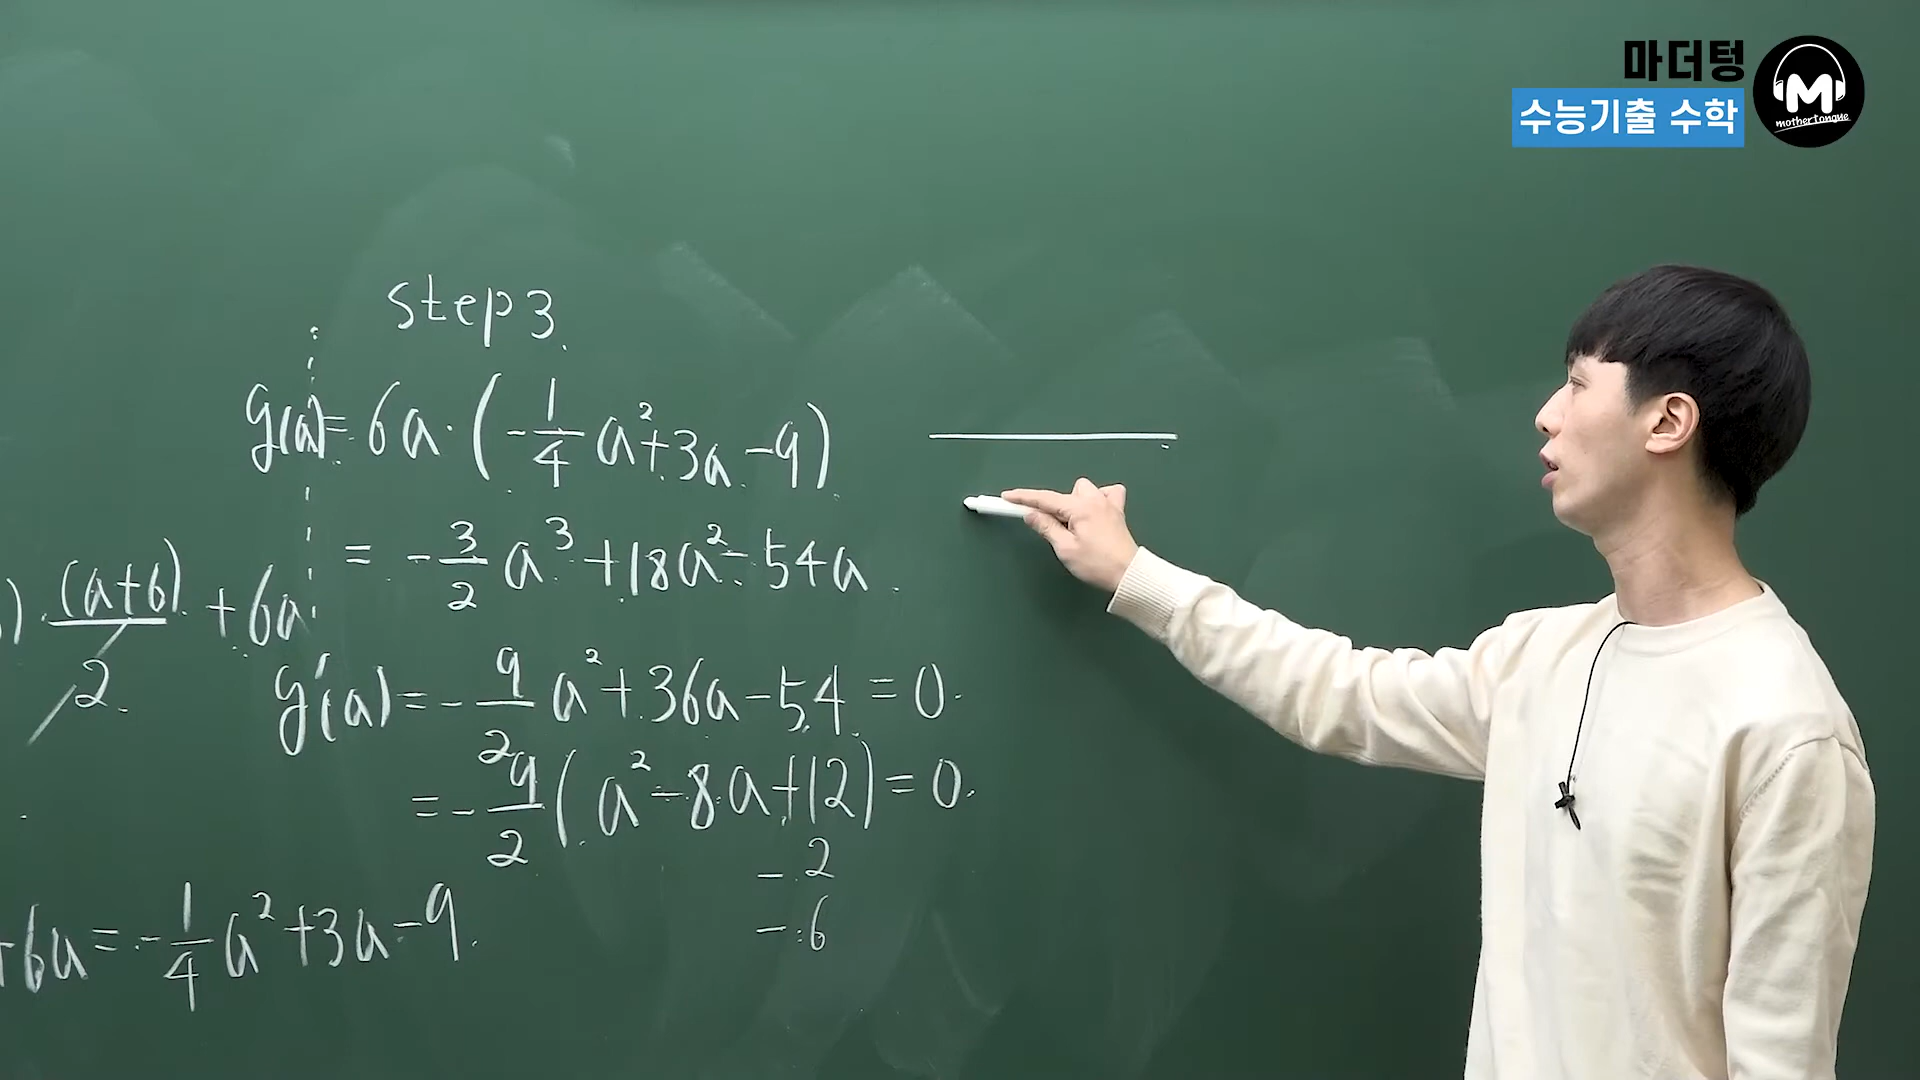 마더텅
수능기출 수학
M
mothertongue
step3.
g(a)=6a·(-1/4 a²+3a-9)
= -3/2 a³+18a²-54a.
) (a+6)/2 +6a
g'(a)=-9/2 a²+36a-54=0.
=-9/2(a²-8a+12)=0.
-2
-6
+6a=-1/4 a²+3a-9.